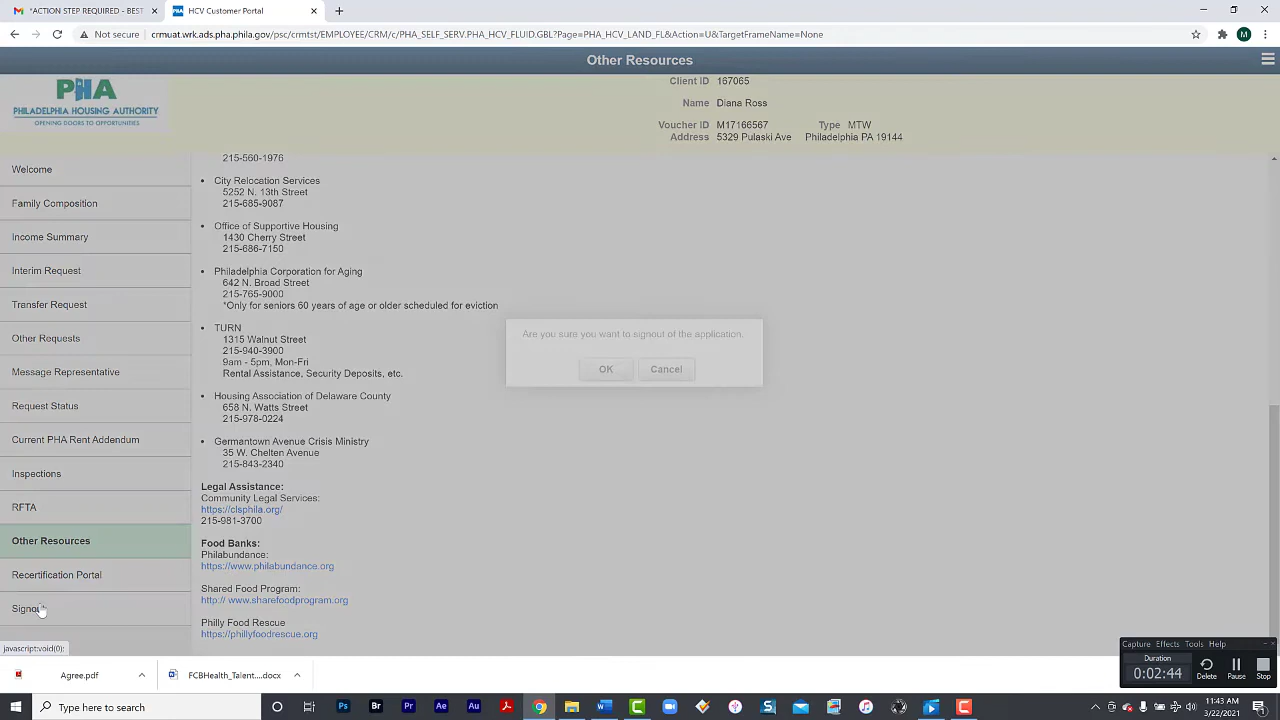 *ACTION STEP REQUIRED - BEST
HCV Customer Portal
Not secure
crmuat.wrk.ads.pha.phila.gov/psc/crmtst/EMPLOYEE/CRM/c/PHA_SELF_SERV.PHA_HCV_FLUID.GBL?Page=PHA_HCV_LAND_FL&Action=U&TargetFrameName=None
M
Other Resources
PHA
PHILADELPHIA HOUSING AUTHORITY
OPENING DOORS TO OPPORTUNITIES
Client ID 167065
Name Diana Ross
Voucher ID M17166567 Type MTW
Address 5329 Pulaski Ave Philadelphia PA 19144
Welcome
Family Composition
Income Summary
Interim Request
Transfer Request
Other Requests
Message Representative
Request Status
Current PHA Rent Addendum
Inspections
RFTA
Other Resources
Recertification Portal
Signout
215-560-1976
• City Relocation Services
5252 N. 13th Street
215-685-9087
• Office of Supportive Housing
1430 Cherry Street
215-686-7150
• Philadelphia Corporation for Aging
642 N. Broad Street
215-765-9000
*Only for seniors 60 years of age or older scheduled for eviction
• TURN
1315 Walnut Street
215-940-3900
9am - 5pm, Mon-Fri
Rental Assistance, Security Deposits, etc.
• Housing Association of Delaware County
658 N. Watts Street
215-978-0224
• Germantown Avenue Crisis Ministry
35 W. Chelten Avenue
215-843-2340
Legal Assistance:
Community Legal Services:
https://clsphila.org/
215-981-3700
Food Banks:
Philabundance:
https://www.philabundance.org
Shared Food Program:
http:// www.sharefoodprogram.org
Philly Food Rescue
https://phillyfoodrescue.org
Are you sure you want to signout of the application.
OK Cancel
javascript:void(0);
Agree.pdf
FCBHealth_Talent....docx
Capture Effects Tools Help
Duration
0:02:44
Delete Pause Stop
Type here to search
Ps
Br
Pr
Ae
Au
11:43 AM
3/22/2021